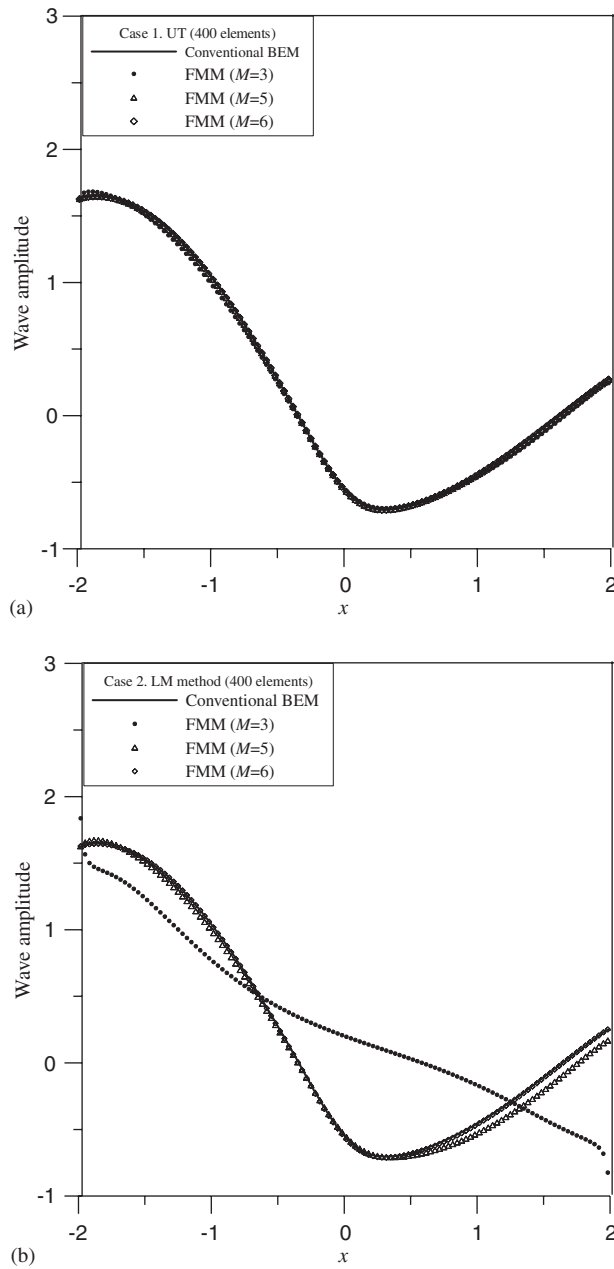 3
Case 1. UT (400 elements)
Conventional BEM
FMM (M=3)
FMM (M=5)
FMM (M=6)
2
Wave amplitude
1
0
-1
-2 -1 0 1 2
(a) x
3
Case 2. LM method (400 elements)
Conventional BEM
FMM (M=3)
FMM (M=5)
FMM (M=6)
2
Wave amplitude
1
0
-1
-2 -1 0 1 2
(b) x